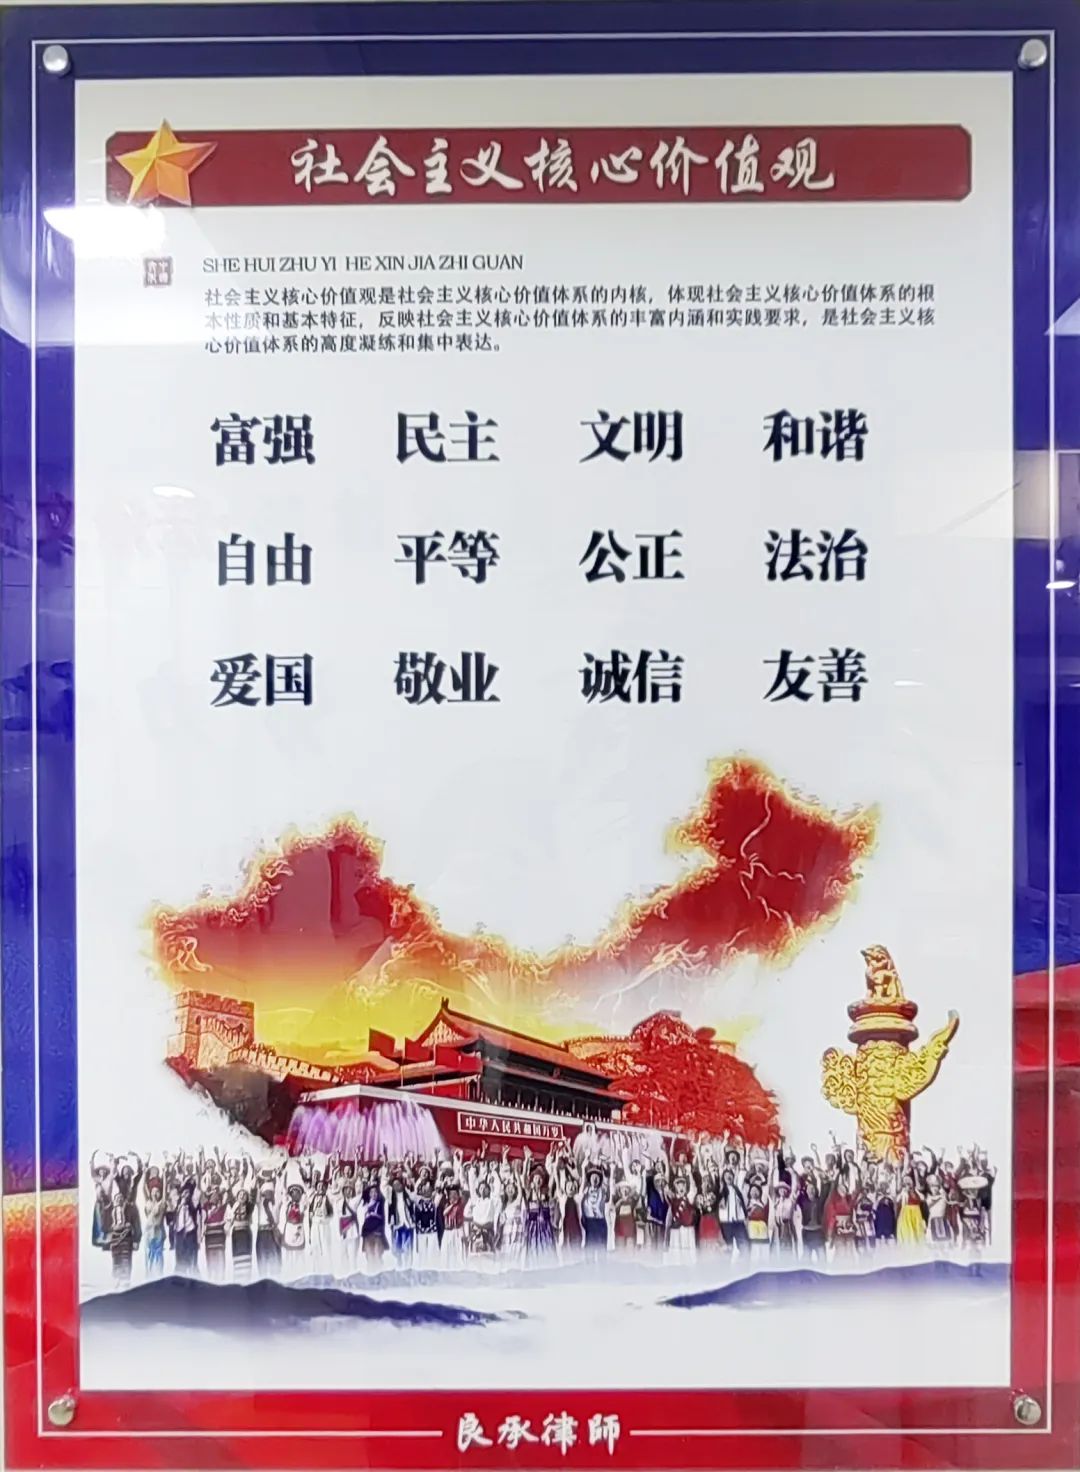 社会主义核心价值观
SHE HUI ZHU YI HE XIN JIA ZHI GUAN
社会主义核心价值观是社会主义核心价值体系的内核，体现社会主义核心价值体系的根
本性质和基本特征，反映社会主义核心价值体系的丰富内涵和实践要求，是社会主义核
心价值体系的高度凝练和集中表达。
富强 民主 文明 和谐
自由 平等 公正 法治
爱国 敬业 诚信 友善
中华人民共和国万岁
良承律師